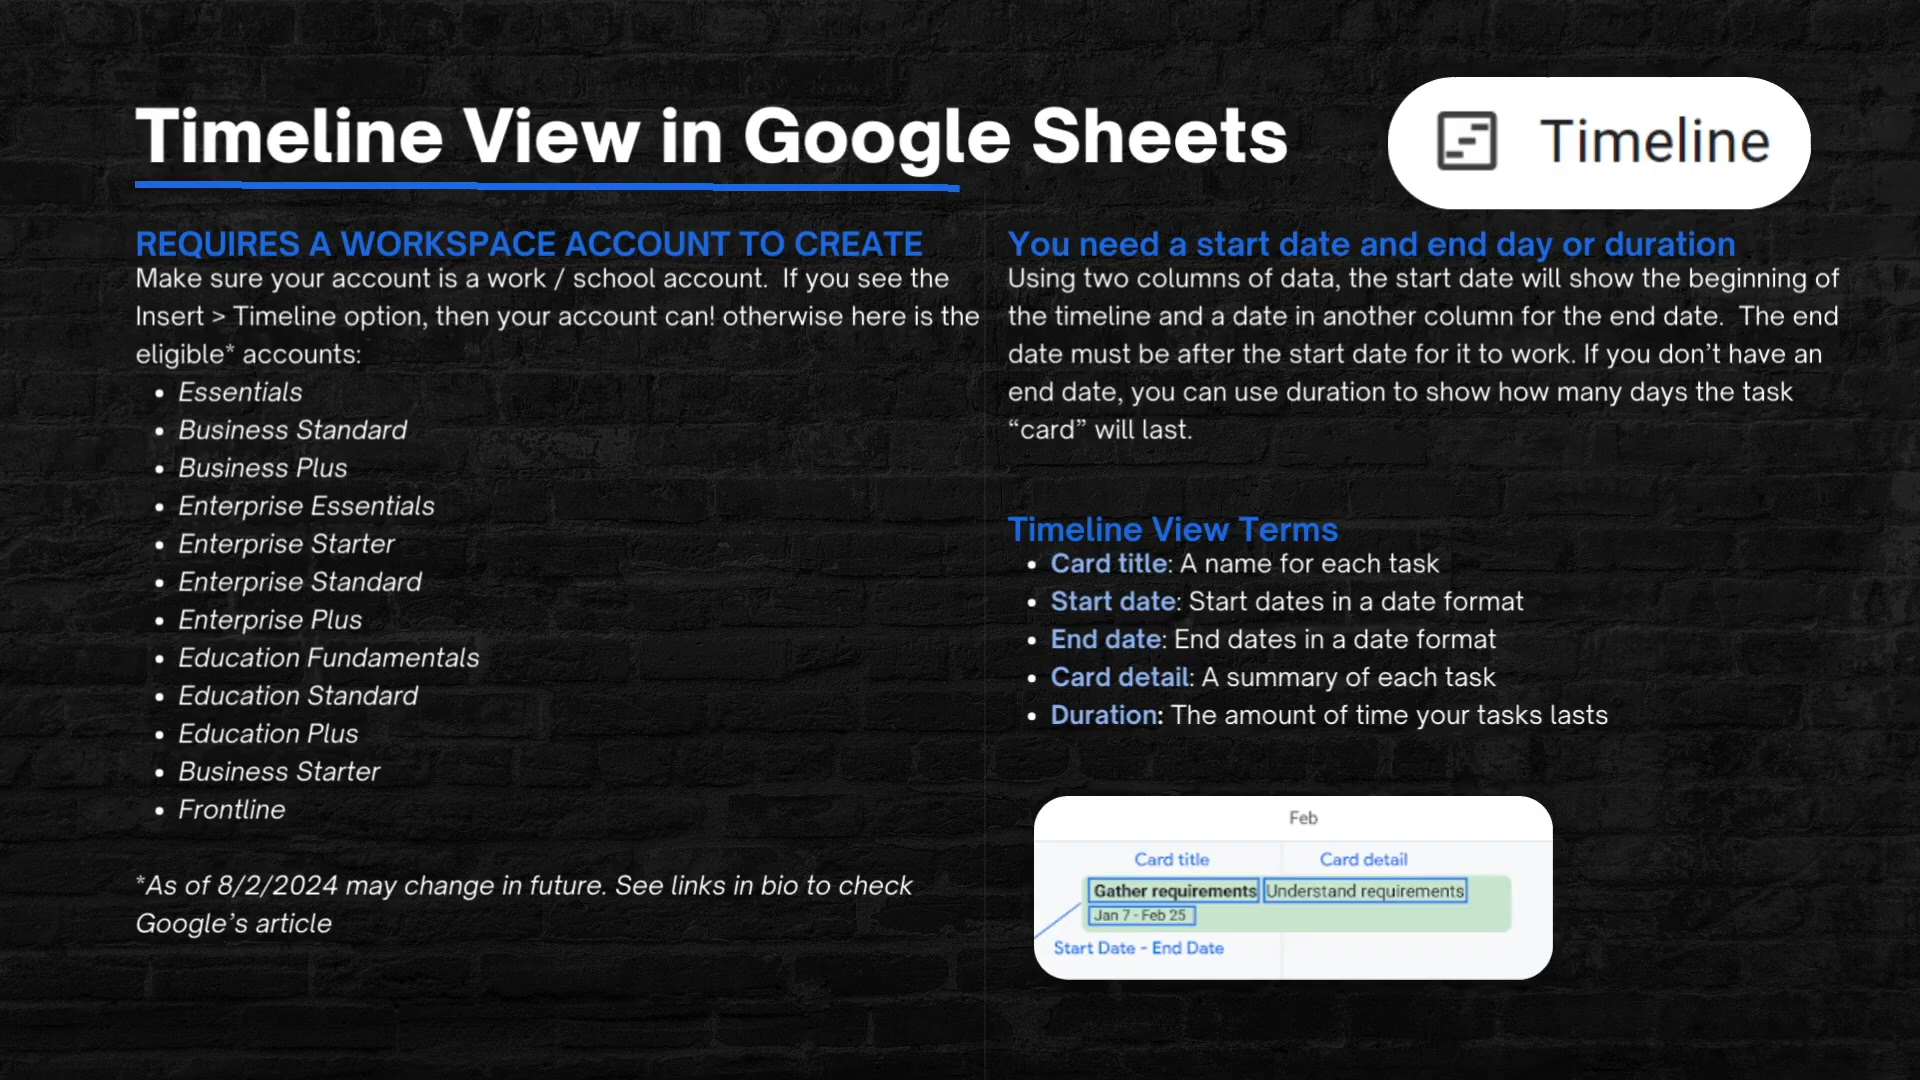 Timeline View in Google Sheets
Timeline
REQUIRES A WORKSPACE ACCOUNT TO CREATE
Make sure your account is a work / school account.  If you see the
Insert > Timeline option, then your account can! otherwise here is the
eligible* accounts:
• Essentials
• Business Standard
• Business Plus
• Enterprise Essentials
• Enterprise Starter
• Enterprise Standard
• Enterprise Plus
• Education Fundamentals
• Education Standard
• Education Plus
• Business Starter
• Frontline
*As of 8/2/2024 may change in future. See links in bio to check
Google’s article
You need a start date and end day or duration
Using two columns of data, the start date will show the beginning of
the timeline and a date in another column for the end date.  The end
date must be after the start date for it to work. If you don’t have an
end date, you can use duration to show how many days the task
“card” will last.
Timeline View Terms
• Card title: A name for each task
• Start date: Start dates in a date format
• End date: End dates in a date format
• Card detail: A summary of each task
• Duration: The amount of time your tasks lasts
Feb
Card title Card detail
Gather requirements Understand requirements
Jan 7 - Feb 25
Start Date - End Date